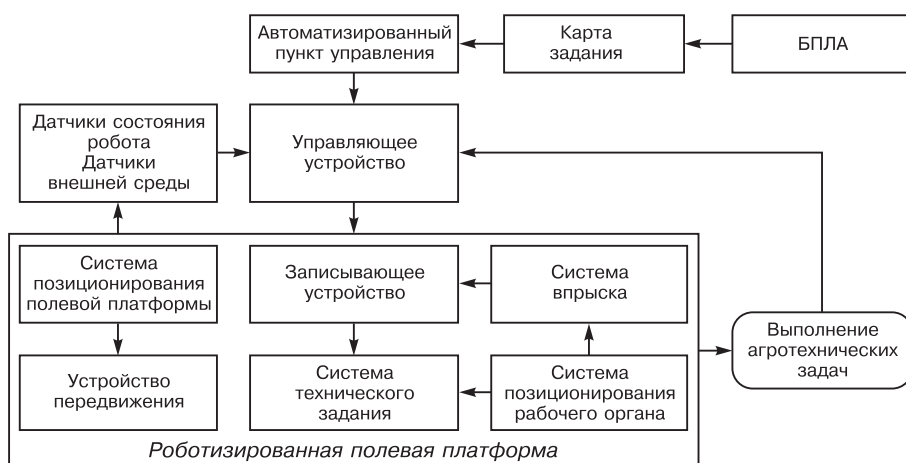 Автоматизированный
пункт управления
Карта
задания
БПЛА
Датчики состояния
робота
Датчики
внешней среды
Управляющее
устройство
Система
позиционирования
полевой платформы
Записывающее
устройство
Система
впрыска
Выполнение
агротехнических
задач
Устройство
передвижения
Система
технического
задания
Система
позиционирования
рабочего органа
Роботизированная полевая платформа